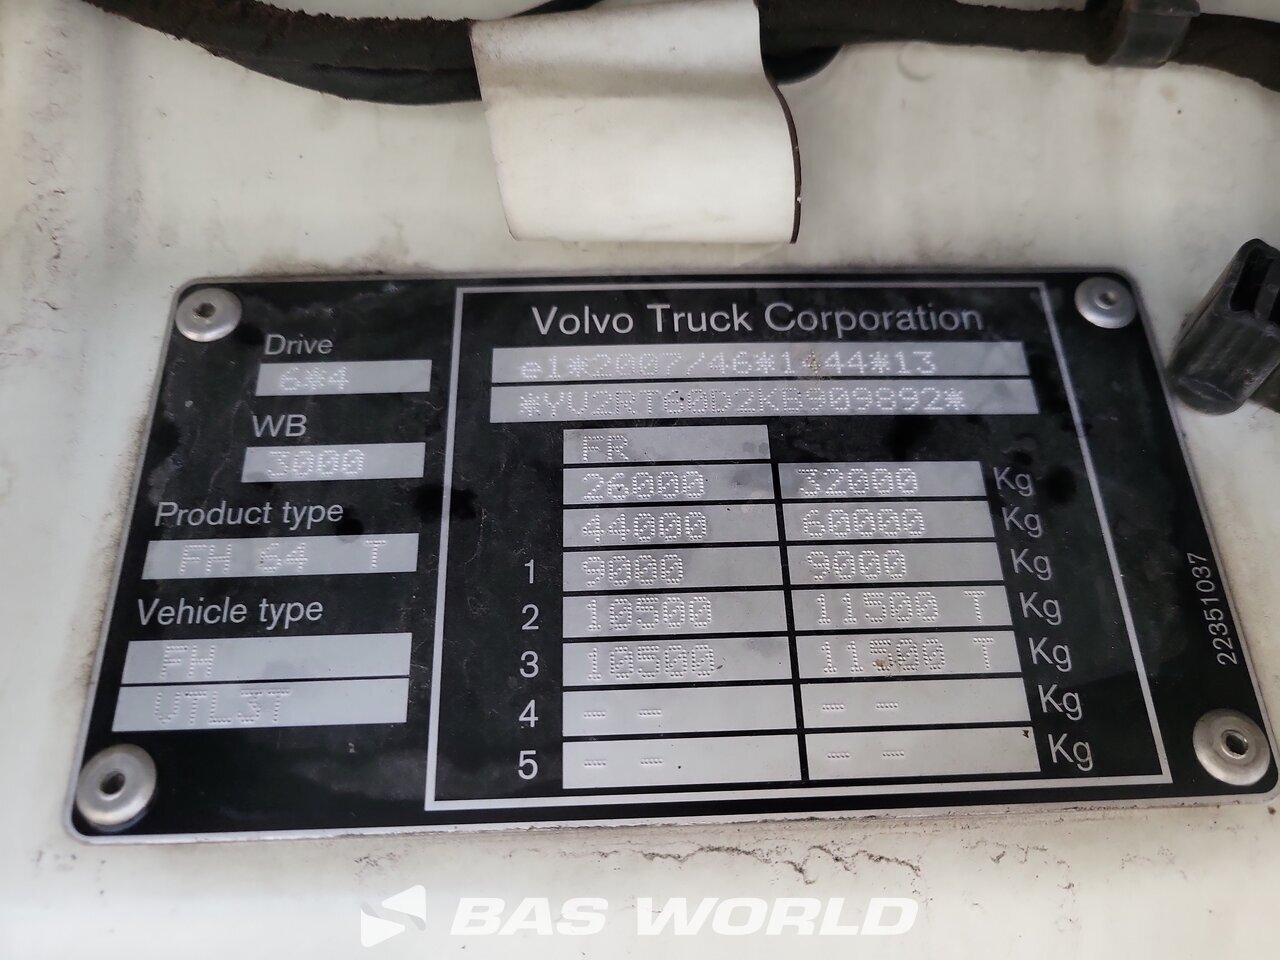 Drive
6*4
WB
3000
Product type
FH 64 T
Vehicle type
FH
VTL3T
Volvo Truck Corporation
e1*2007/46*1444*13
*YV2RT60D2KB909892*
FR
26000 32000 Kg
44000 60000 Kg
1 9000 9000 Kg
2 10500 11500 T Kg
3 10500 11500 T Kg
4 -- -- -- -- Kg
5 -- -- -- -- Kg
22351037
BAS WORLD